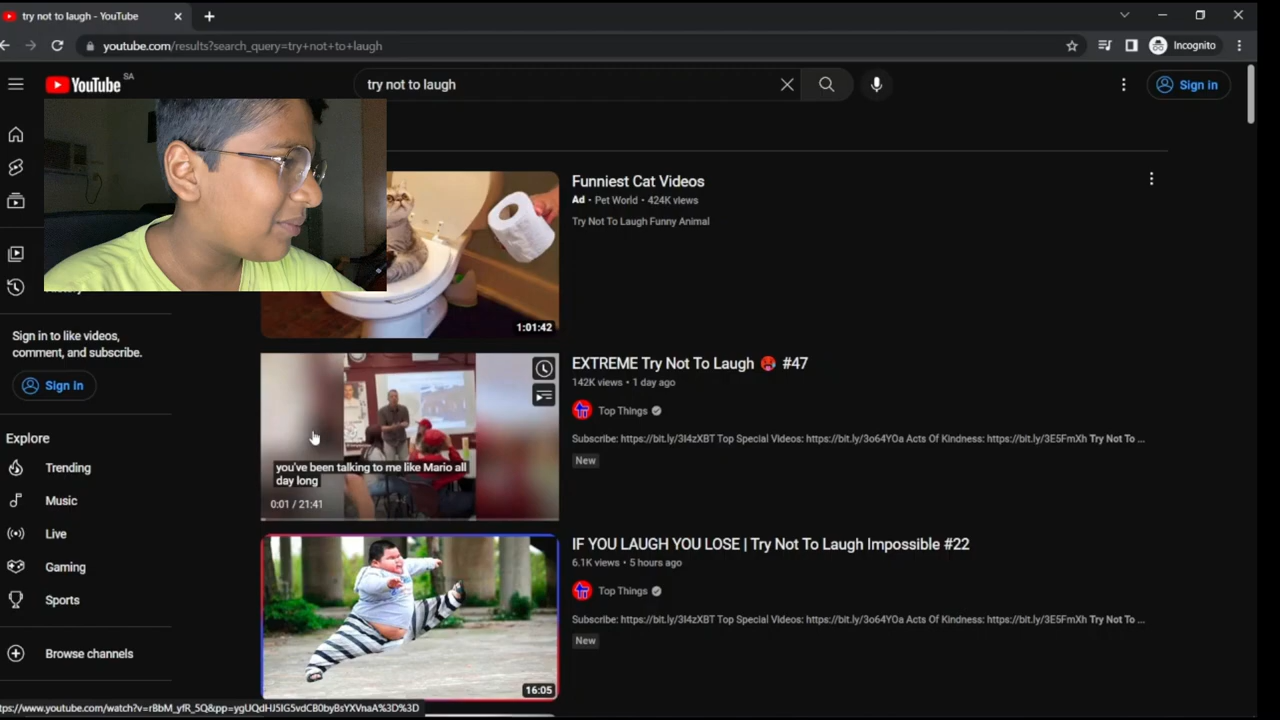 try not to laugh - YouTube
youtube.com/results?search_query=try+not+to+laugh
Incognito
YouTube SA
try not to laugh
Sign in
Funniest Cat Videos
Ad • Pet World • 424K views
Try Not To Laugh Funny Animal
1:01:42
Sign in to like videos,
comment, and subscribe.
Sign in
Explore
Trending
Music
Live
Gaming
Sports
Browse channels
you've been talking to me like Mario all
day long
0:01 / 21:41
EXTREME Try Not To Laugh 🥵 #47
142K views • 1 day ago
Top Things
Subscribe: https://bit.ly/3I4zXBT Top Special Videos: https://bit.ly/3o64YOa Acts Of Kindness: https://bit.ly/3E5FmXh Try Not To ...
New
16:05
IF YOU LAUGH YOU LOSE | Try Not To Laugh Impossible #22
6.1K views • 5 hours ago
Top Things
Subscribe: https://bit.ly/3I4zXBT Top Special Videos: https://bit.ly/3o64YOa Acts Of Kindness: https://bit.ly/3E5FmXh Try Not To ...
New